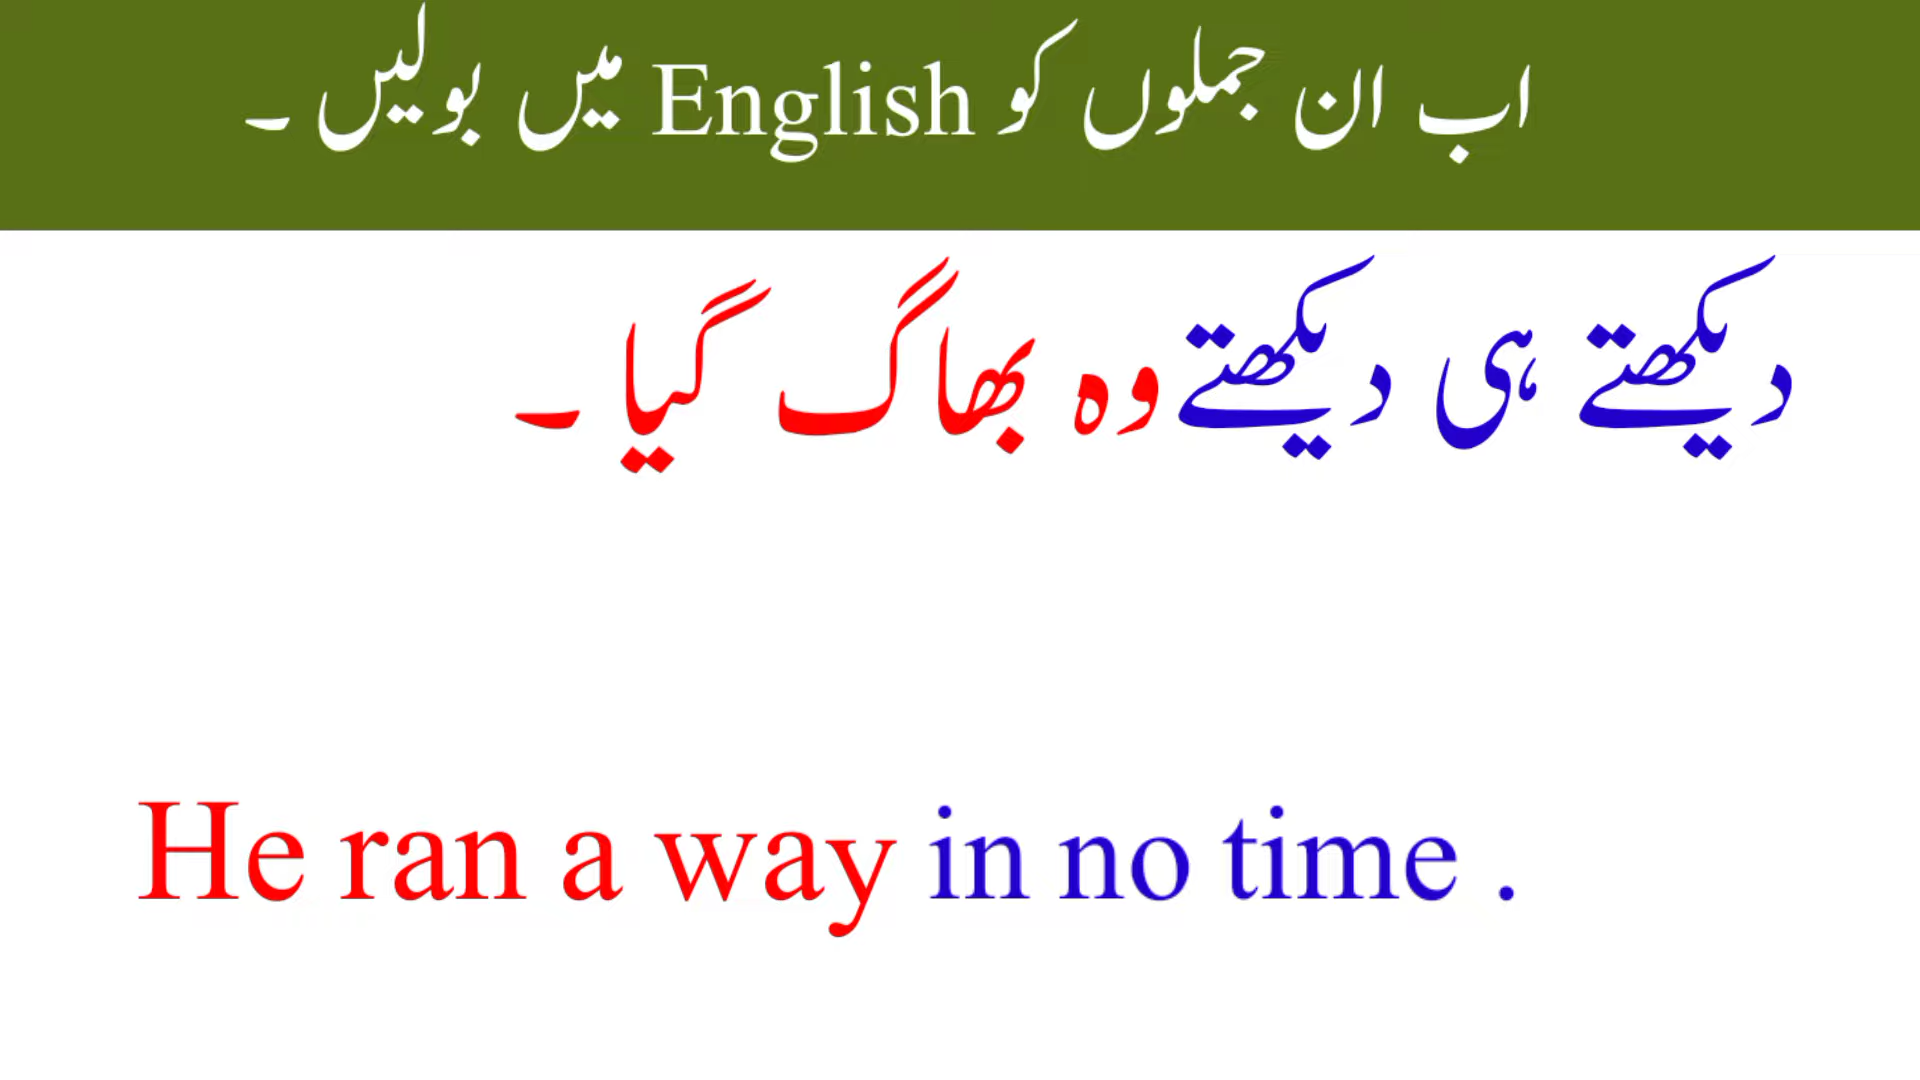 اب ان جملوں کو English میں بولیں ۔
دیکھتے ہی دیکھتے وہ بھاگ گیا ۔
He ran a way in no time .